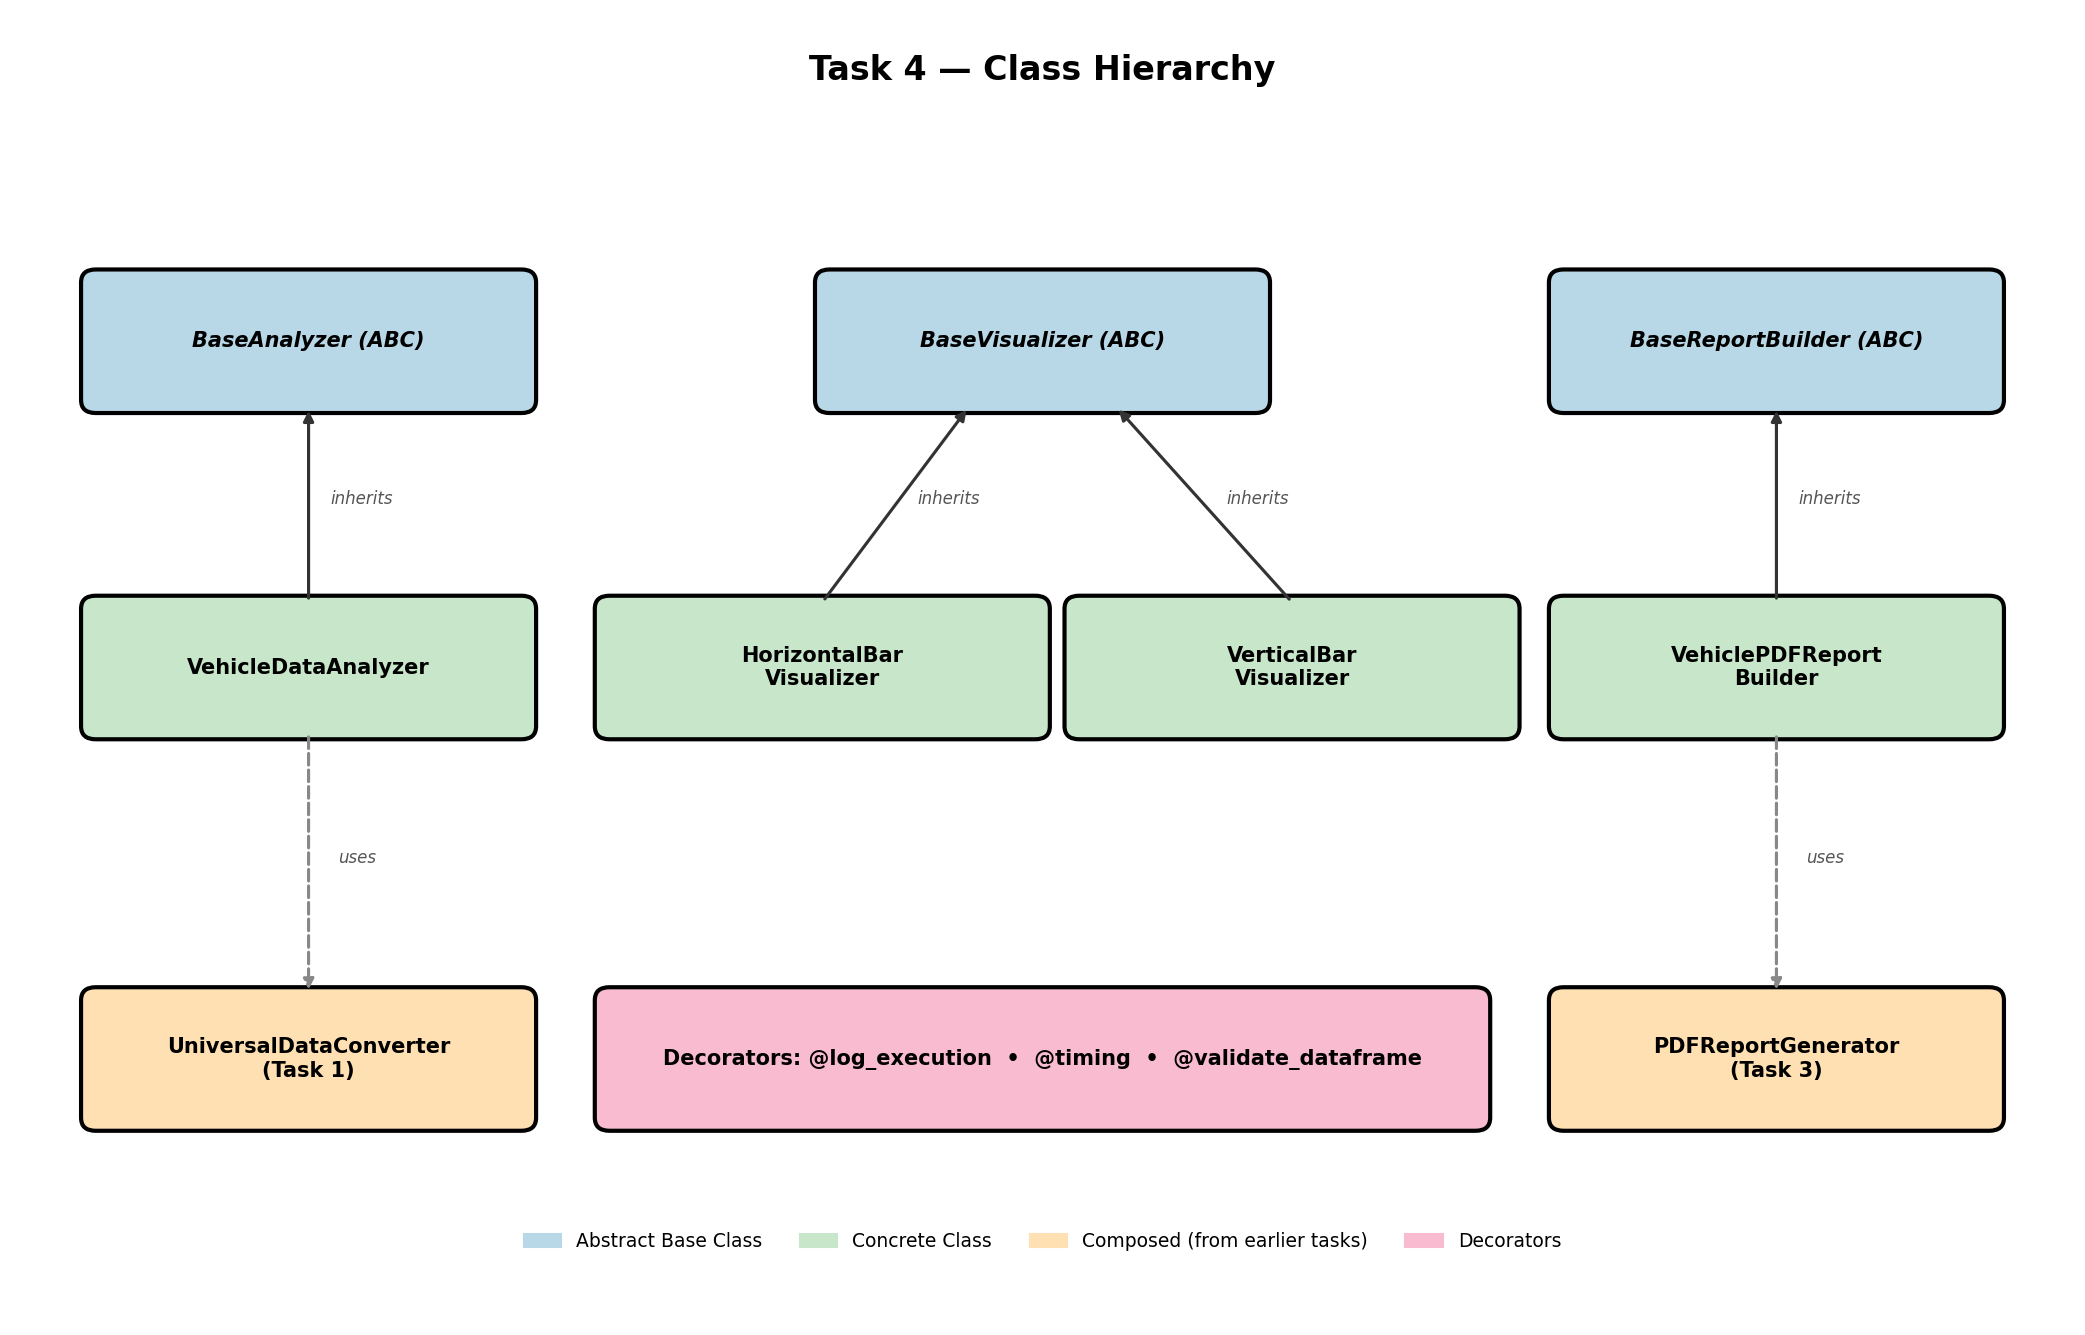 Task 4 — Class Hierarchy
BaseAnalyzer (ABC)
BaseVisualizer (ABC)
BaseReportBuilder (ABC)
inherits
inherits
inherits
inherits
VehicleDataAnalyzer
HorizontalBar
Visualizer
VerticalBar
Visualizer
VehiclePDFReport
Builder
uses
uses
UniversalDataConverter
(Task 1)
Decorators: @log_execution • @timing • @validate_dataframe
PDFReportGenerator
(Task 3)
Abstract Base Class
Concrete Class
Composed (from earlier tasks)
Decorators